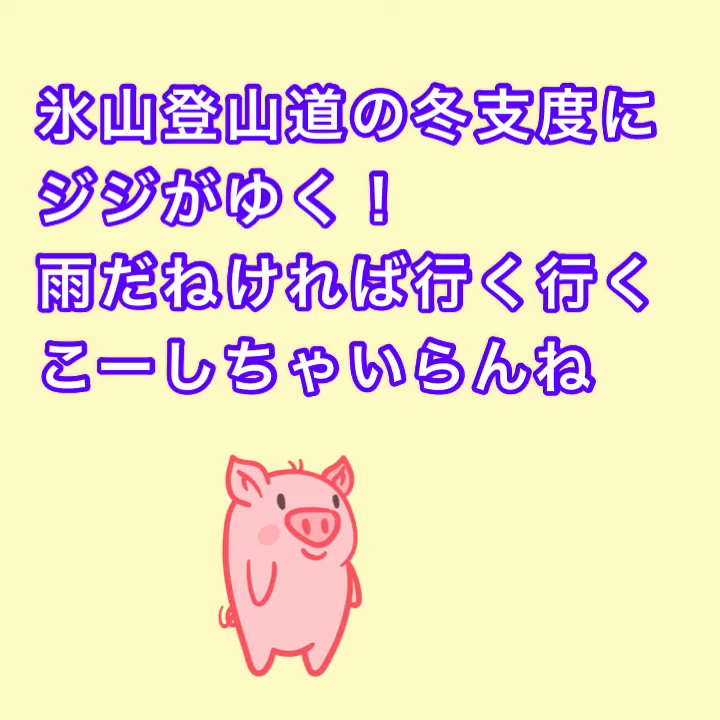 氷山登山道の冬支度に
ジジがゆく！
雨だねければ行く行く
こーしちゃいらんね